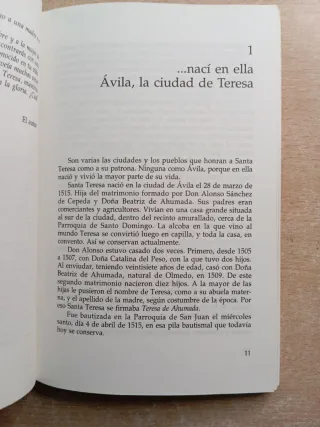 1
...nací en ella
Ávila, la ciudad de Teresa
Son varias las ciudades y los pueblos que honran a Santa
Teresa como a su patrona. Ninguna como Ávila, porque en ella
nació y vivió la mayor parte de su vida.
Santa Teresa nació en la ciudad de Ávila el 28 de marzo de
1515. Hija del matrimonio formado por Don Alonso Sánchez
de Cepeda y Doña Beatriz de Ahumada. Sus padres eran
comerciantes y agricultores. Vivían en una casa grande situada
al sur de la ciudad, dentro del recinto amurallado, cerca de la
Parroquia de Santo Domingo. La alcoba en la que vino al
mundo Teresa se convirtió luego en capilla, y toda la casa, en
convento. Así se conservan actualmente.
Don Alonso estuvo casado dos veces. Primero, desde 1505
a 1507, con Doña Catalina del Peso, con la que tuvo dos hijos.
Al enviudar, teniendo veintisiete años de edad, casó con Doña
Beatriz de Ahumada, natural de Olmedo, en 1509. De este
segundo matrimonio nacieron diez hijos. A la mayor de las
hijas le pusieron el nombre de Teresa, como a su abuela mater-
na, y el apellido de la madre, según costumbre de la época. Por
eso Santa Teresa se firmaba Teresa de Ahumada.
Fue bautizada en la Parroquia de San Juan el miércoles
santo, día 4 de abril de 1515, en esa pila bautismal que todavía
hoy se conserva.
11